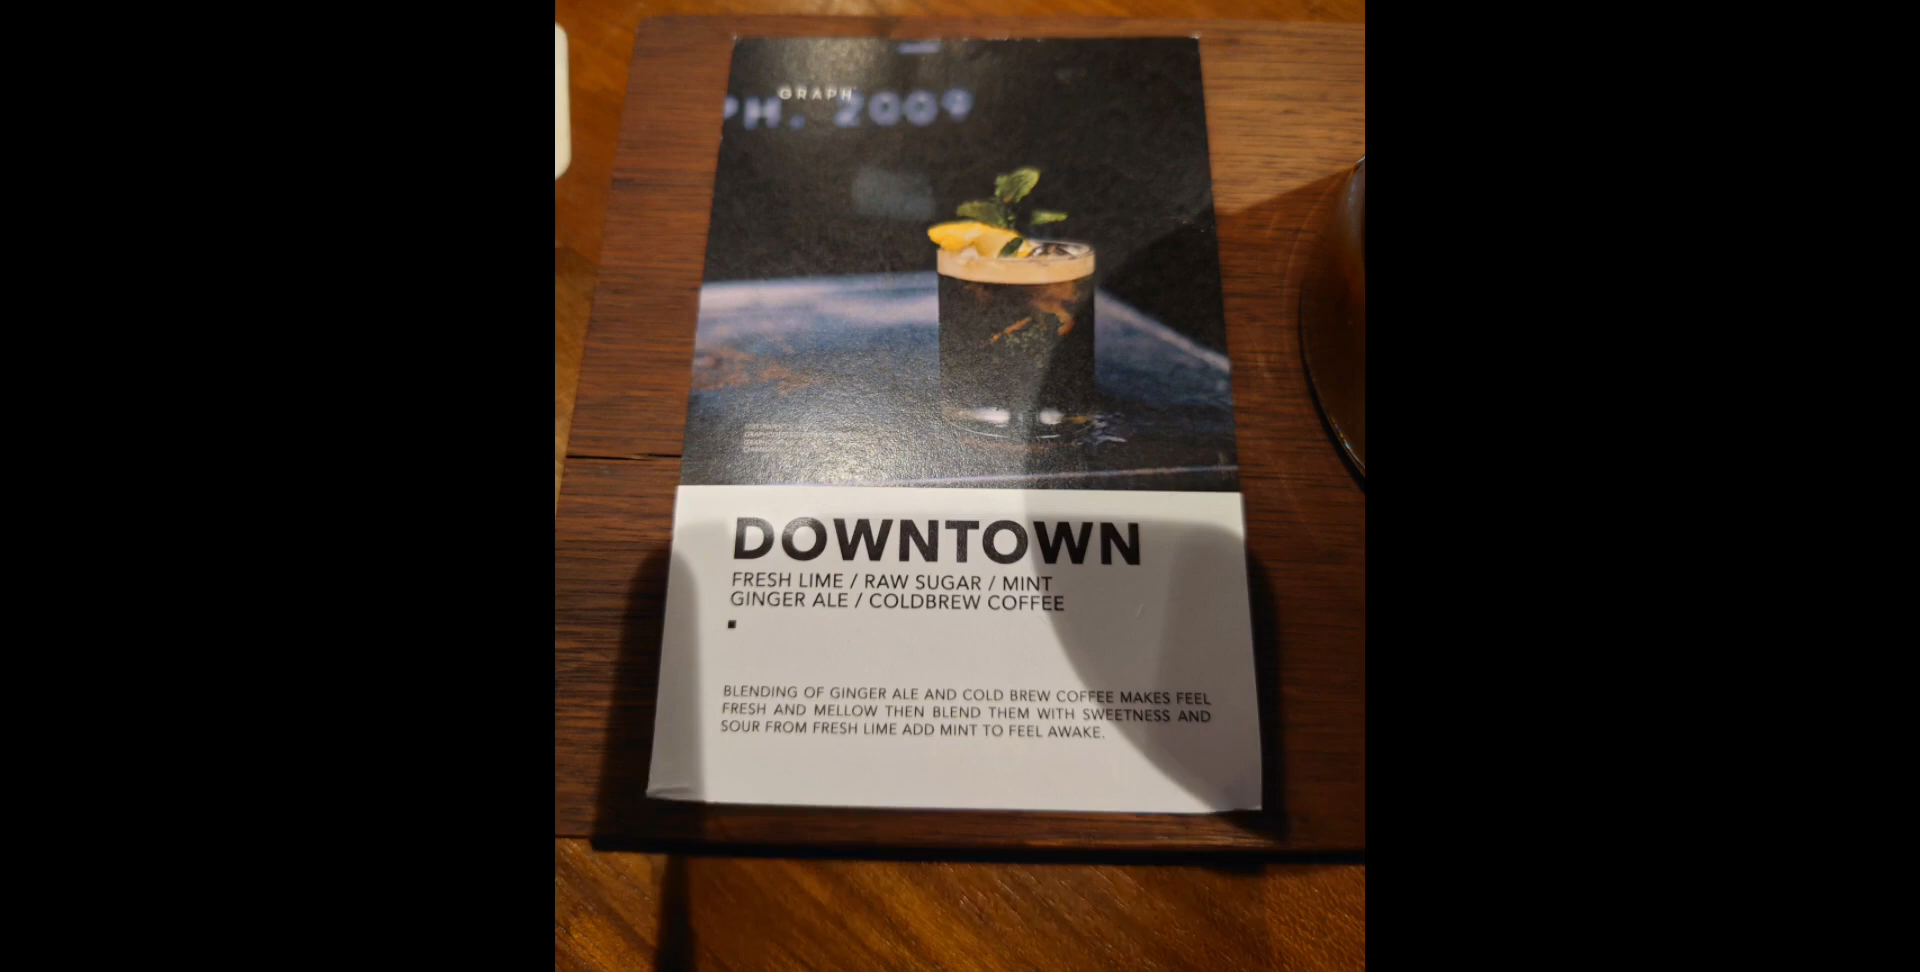 GRAPH
PH. 2009
DOWNTOWN
FRESH LIME / RAW SUGAR / MINT
GINGER ALE / COLDBREW COFFEE
BLENDING OF GINGER ALE AND COLD BREW COFFEE MAKES FEEL
FRESH AND MELLOW THEN BLEND THEM WITH SWEETNESS AND
SOUR FROM FRESH LIME ADD MINT TO FEEL AWAKE.